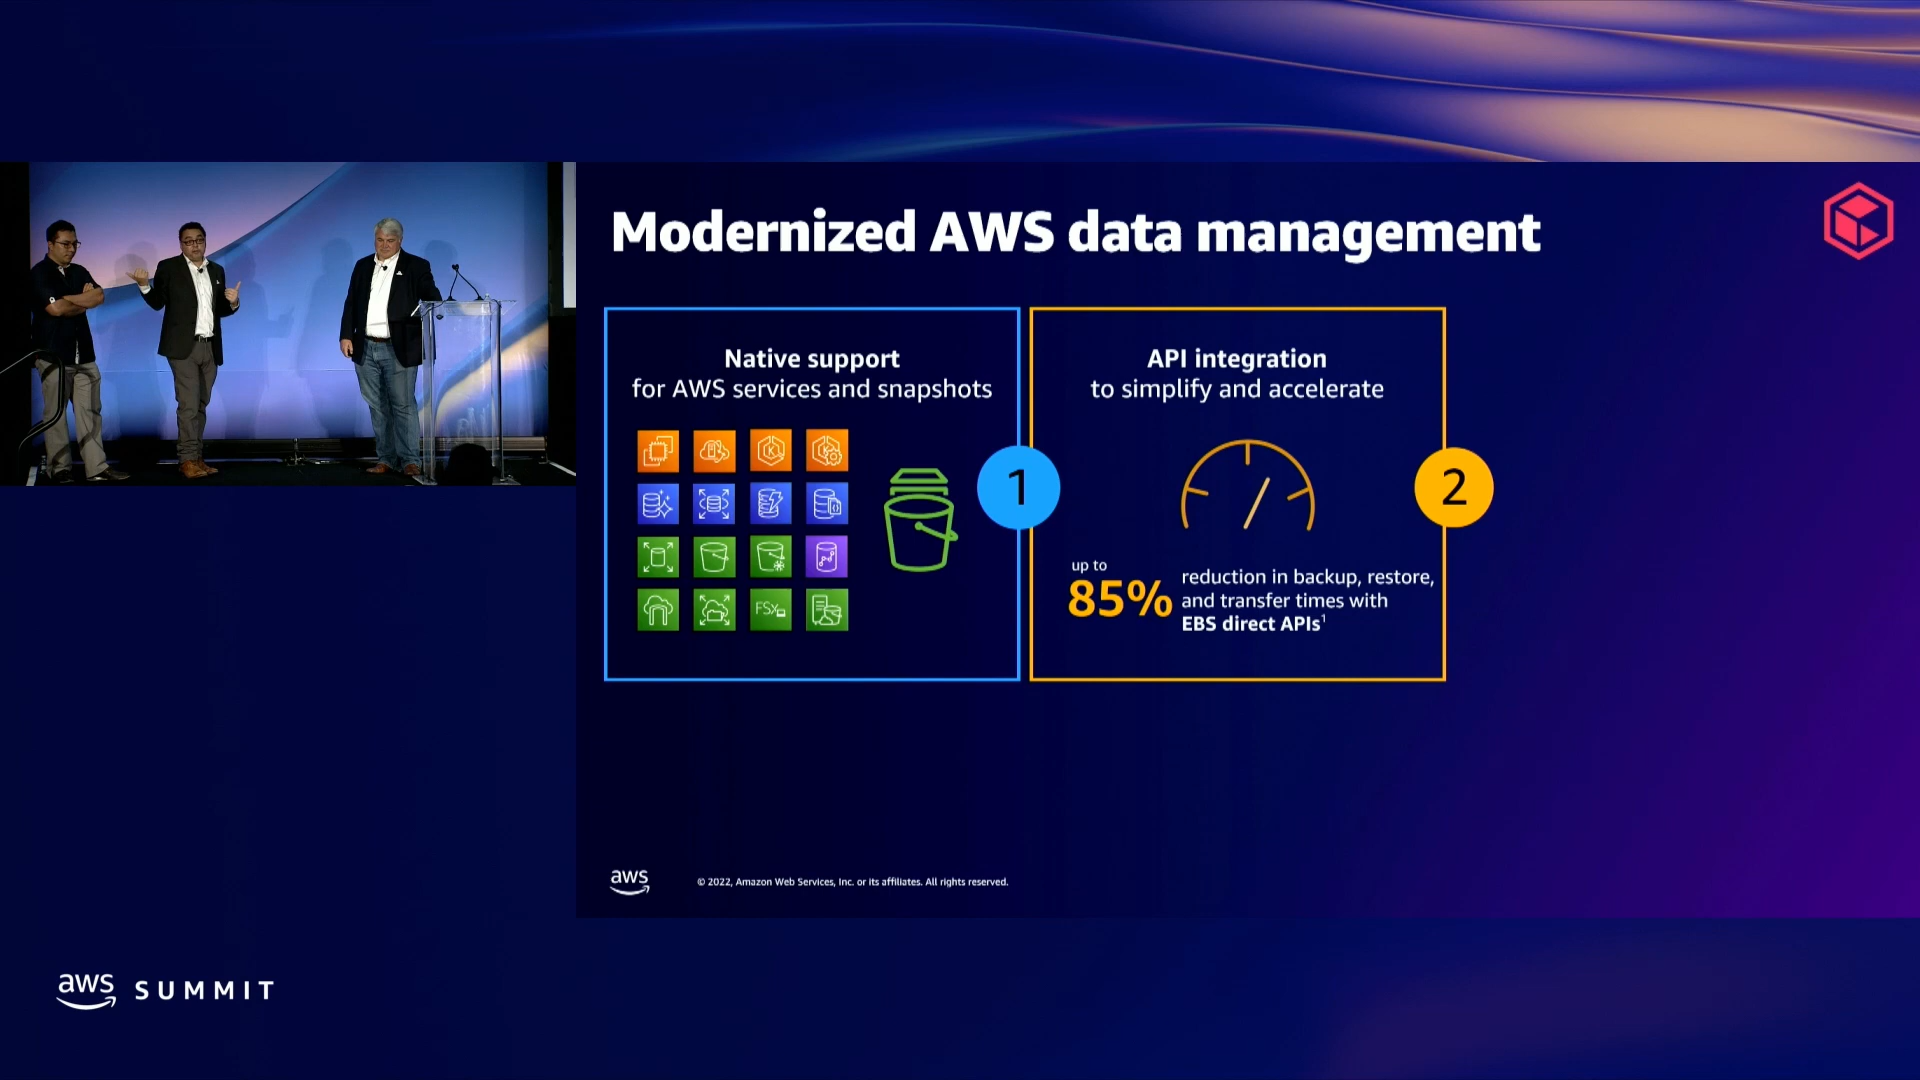 Modernized AWS data management
Native support
for AWS services and snapshots
FSx
1
API integration
to simplify and accelerate
up to
85%
reduction in backup, restore,
and transfer times with
EBS direct APIs¹
2
aws
© 2022, Amazon Web Services, Inc. or its affiliates. All rights reserved.
aws SUMMIT